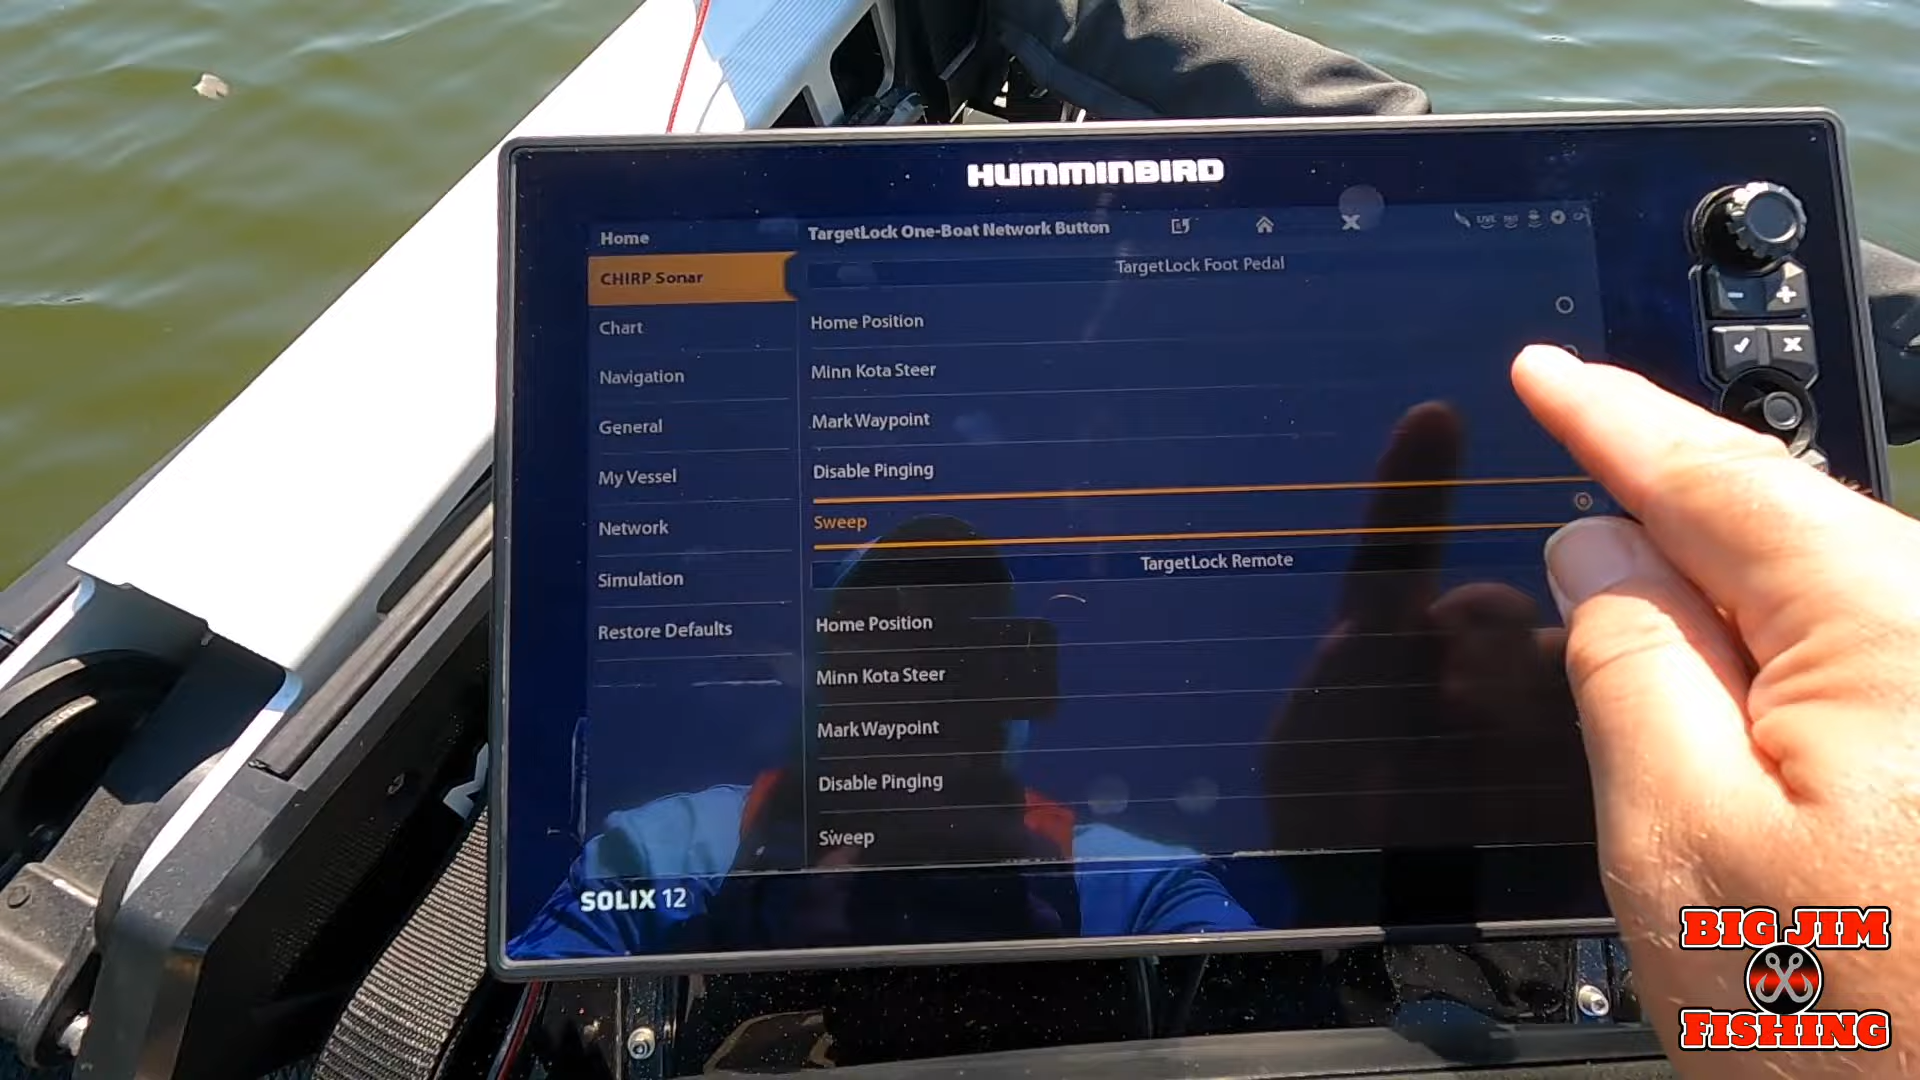 HUMMINBIRD
Home
CHIRP Sonar
Chart
Navigation
General
My Vessel
Network
Simulation
Restore Defaults
TargetLock One-Boat Network Button
TargetLock Foot Pedal
Home Position
Minn Kota Steer
Mark Waypoint
Disable Pinging
Sweep
TargetLock Remote
Home Position
Minn Kota Steer
Mark Waypoint
Disable Pinging
Sweep
SOLIX 12
BIG JIM
FISHING